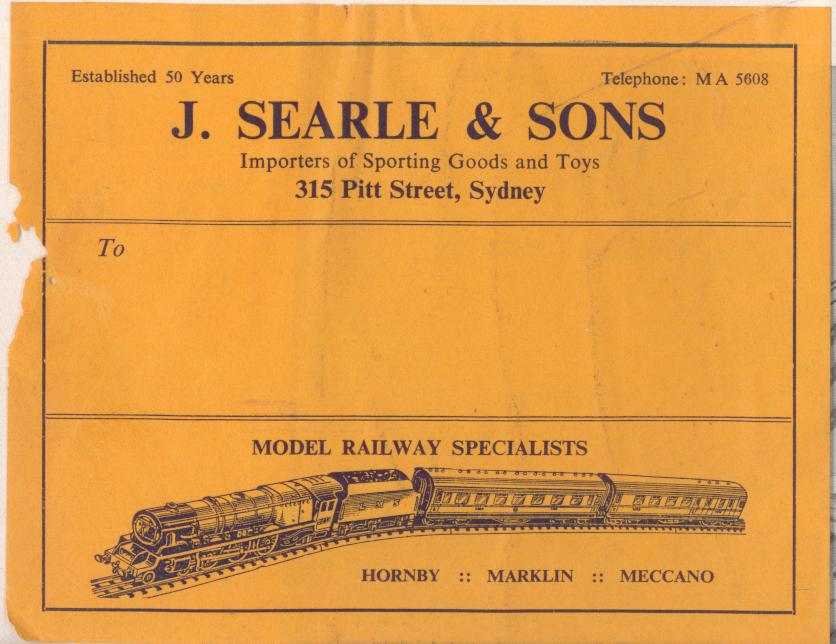 Established 50 Years Telephone: MA 5608
J. SEARLE & SONS
Importers of Sporting Goods and Toys
315 Pitt Street, Sydney
To
MODEL RAILWAY SPECIALISTS
HORNBY :: MARKLIN :: MECCANO